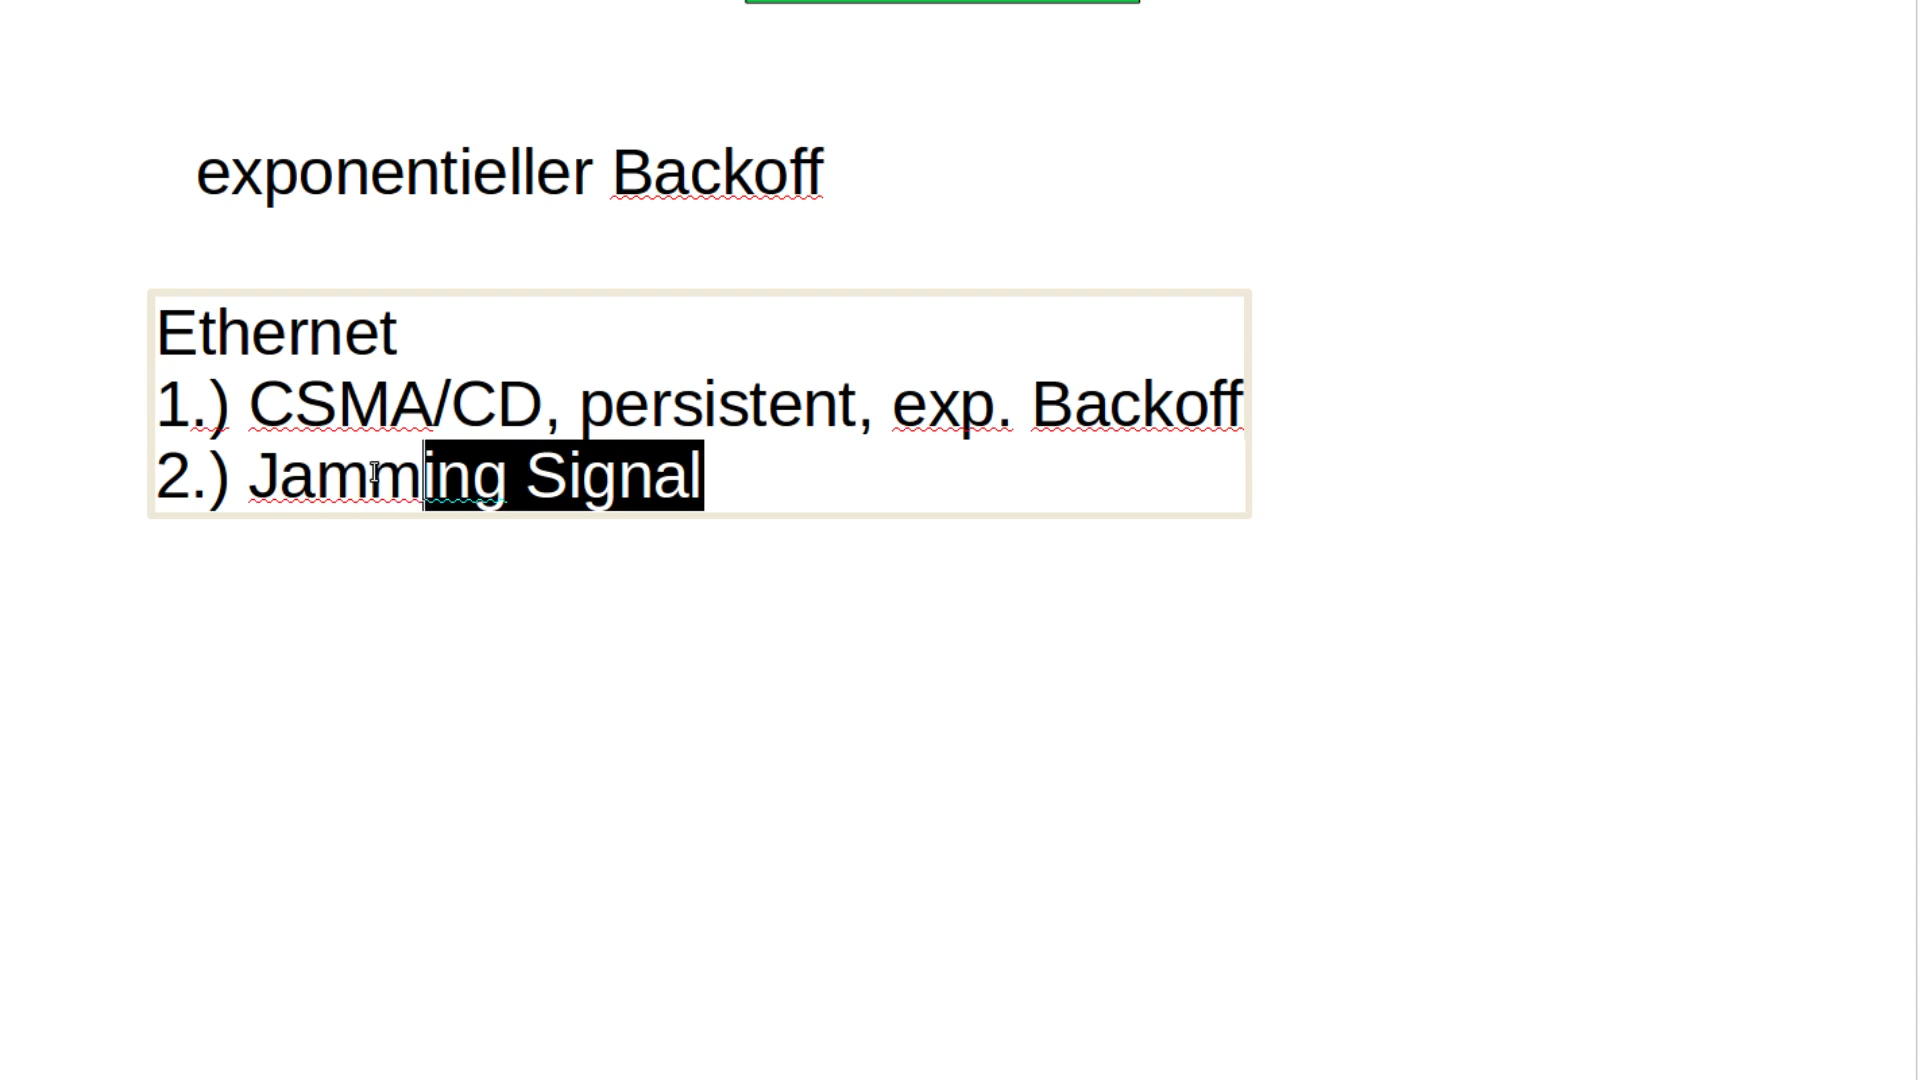 exponentieller Backoff
Ethernet
1.) CSMA/CD, persistent, exp. Backoff
2.) Jamming Signal